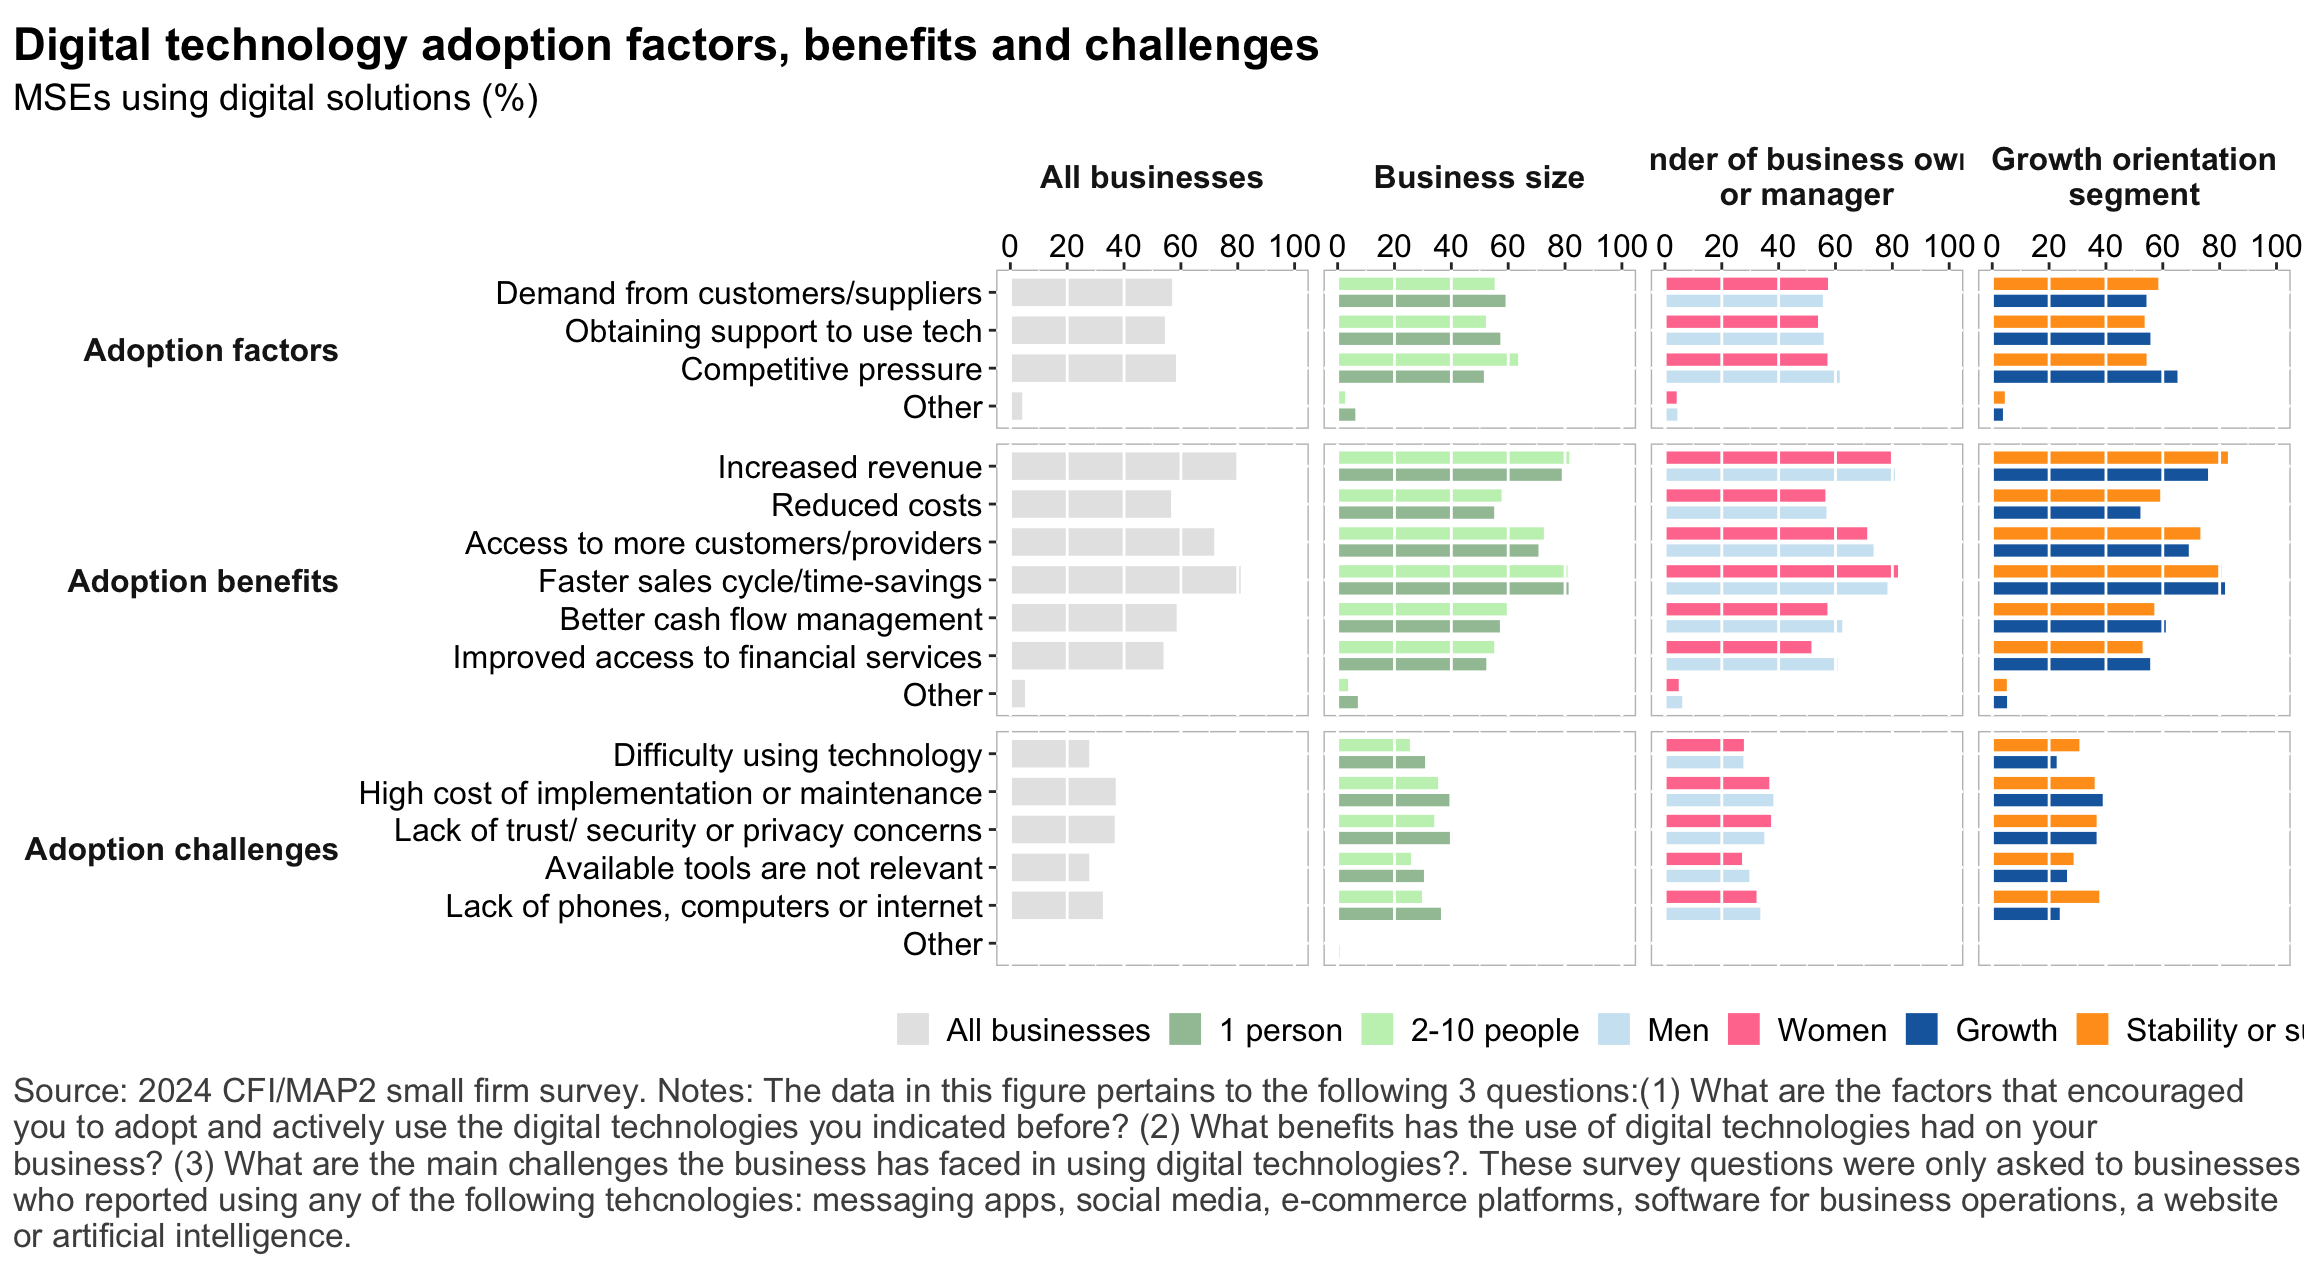 Digital technology adoption factors, benefits and challenges
MSEs using digital solutions (%)
All businesses
Business size
nder of business own
or manager
Growth orientation
segment
0 20 40 60 80 100 0 20 40 60 80 100 0 20 40 60 80 100 0 20 40 60 80 100
Adoption factors
Demand from customers/suppliers
Obtaining support to use tech
Competitive pressure
Other
Adoption benefits
Increased revenue
Reduced costs
Access to more customers/providers
Faster sales cycle/time-savings
Better cash flow management
Improved access to financial services
Other
Adoption challenges
Difficulty using technology
High cost of implementation or maintenance
Lack of trust/ security or privacy concerns
Available tools are not relevant
Lack of phones, computers or internet
Other
All businesses 1 person 2-10 people Men Women Growth Stability or su
Source: 2024 CFI/MAP2 small firm survey. Notes: The data in this figure pertains to the following 3 questions:(1) What are the factors that encouraged
you to adopt and actively use the digital technologies you indicated before? (2) What benefits has the use of digital technologies had on your
business? (3) What are the main challenges the business has faced in using digital technologies?. These survey questions were only asked to businesses
who reported using any of the following tehcnologies: messaging apps, social media, e-commerce platforms, software for business operations, a website
or artificial intelligence.